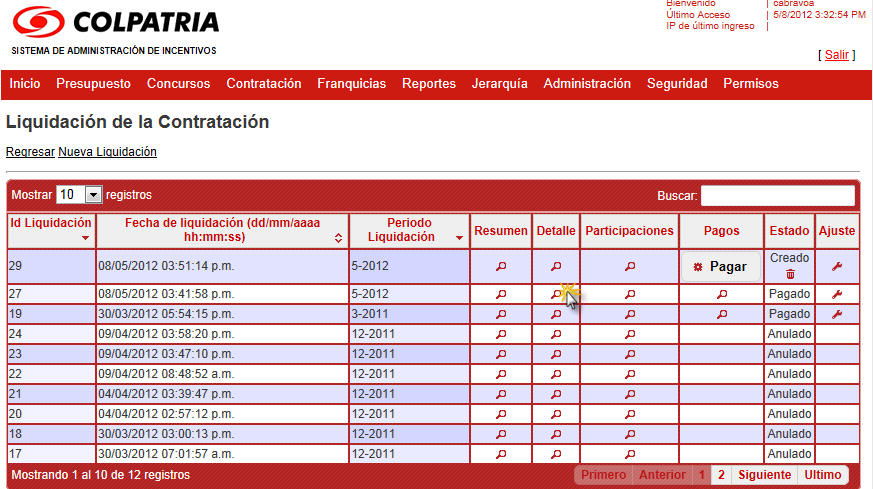 COLPATRIA
SISTEMA DE ADMINISTRACIÓN DE INCENTIVOS
Bienvenido | cabravoa
Último Acceso | 5/8/2012 3:32:54 PM
IP de último ingreso |
[ Salir ]
Inicio Presupuesto Concursos Contratación Franquicias Reportes Jerarquía Administración Seguridad Permisos
Liquidación de la Contratación
Regresar Nueva Liquidación
Mostrar 10 registros Buscar:
Id Liquidación Fecha de liquidación (dd/mm/aaaa hh:mm:ss) Periodo Liquidación Resumen Detalle Participaciones Pagos Estado Ajuste
29 08/05/2012 03:51:14 p.m. 5-2012 Pagar Creado
27 08/05/2012 03:41:58 p.m. 5-2012 Pagado
19 30/03/2012 05:54:15 p.m. 3-2011 Pagado
24 09/04/2012 03:58:20 p.m. 12-2011 Anulado
23 09/04/2012 03:47:10 p.m. 12-2011 Anulado
22 09/04/2012 08:48:52 a.m. 12-2011 Anulado
21 04/04/2012 03:39:47 p.m. 12-2011 Anulado
20 04/04/2012 02:57:12 p.m. 12-2011 Anulado
18 30/03/2012 03:00:13 p.m. 12-2011 Anulado
17 30/03/2012 07:01:57 a.m. 12-2011 Anulado
Mostrando 1 al 10 de 12 registros Primero Anterior 1 2 Siguiente Ultimo